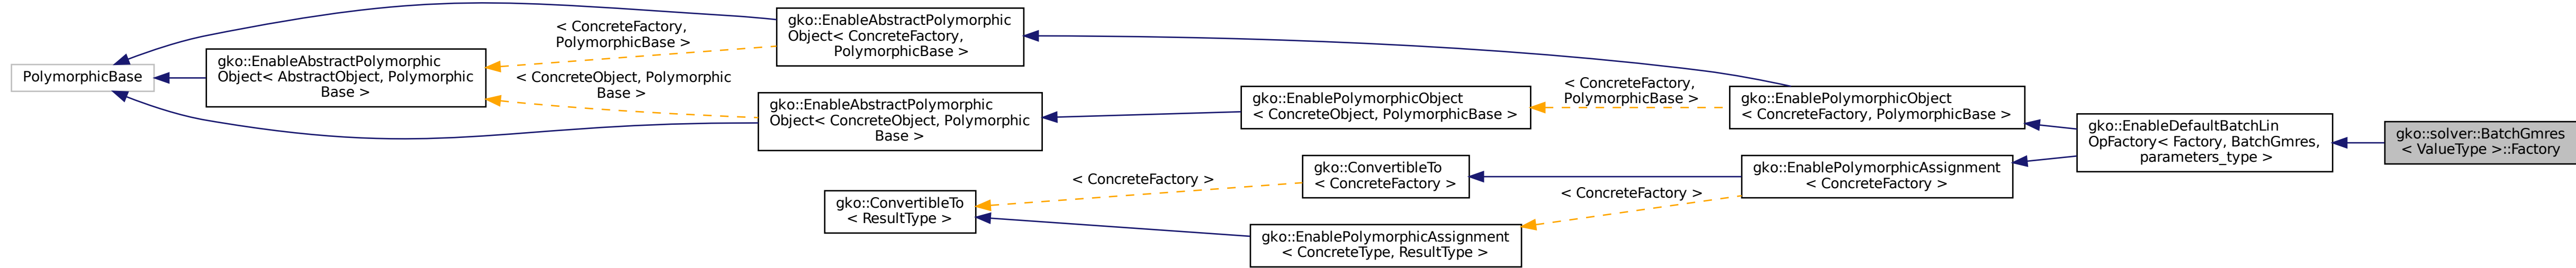 PolymorphicBase
gko::EnableAbstractPolymorphic
Object< AbstractObject, Polymorphic
Base >
< ConcreteFactory,
PolymorphicBase >
< ConcreteObject, Polymorphic
Base >
gko::EnableAbstractPolymorphic
Object< ConcreteFactory,
PolymorphicBase >
gko::EnableAbstractPolymorphic
Object< ConcreteObject, Polymorphic
Base >
gko::ConvertibleTo
< ResultType >
< ConcreteFactory >
gko::EnablePolymorphicObject
< ConcreteObject, PolymorphicBase >
gko::ConvertibleTo
< ConcreteFactory >
gko::EnablePolymorphicAssignment
< ConcreteType, ResultType >
< ConcreteFactory,
PolymorphicBase >
< ConcreteFactory >
gko::EnablePolymorphicObject
< ConcreteFactory, PolymorphicBase >
gko::EnablePolymorphicAssignment
< ConcreteFactory >
gko::EnableDefaultBatchLin
OpFactory< Factory, BatchGmres,
parameters_type >
gko::solver::BatchGmres
< ValueType >::Factory